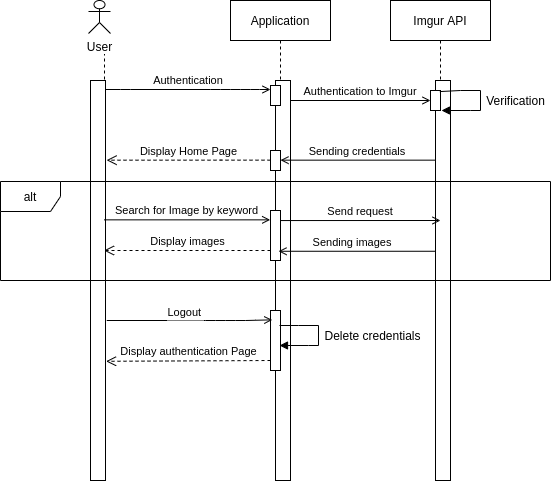 User
Application
Imgur API
Authentication
Authentication to Imgur
Verification
Display Home Page
Sending credentials
alt
Search for Image by keyword
Send request
Display images
Sending images
Logout
Delete credentials
Display authentication Page